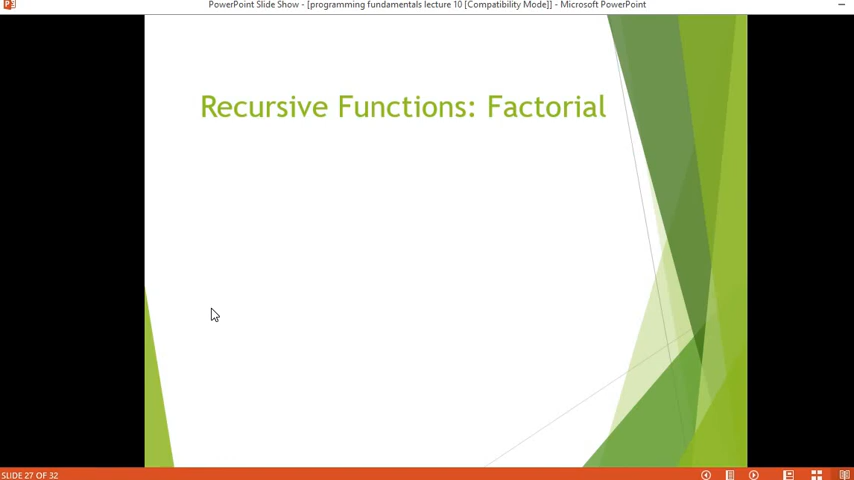 PowerPoint Slide Show - [programming fundamentals lecture 10 [Compatibility Mode]] - Microsoft PowerPoint
Recursive Functions: Factorial
SLIDE 27 OF 32